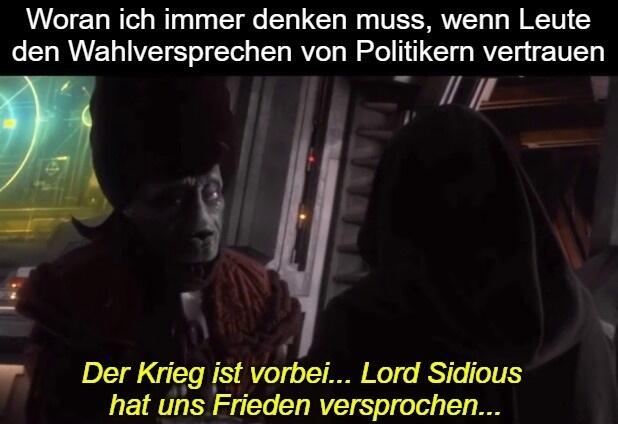 Woran ich immer denken muss, wenn Leute
den Wahlversprechen von Politikern vertrauen
Der Krieg ist vorbei... Lord Sidious
hat uns Frieden versprochen...